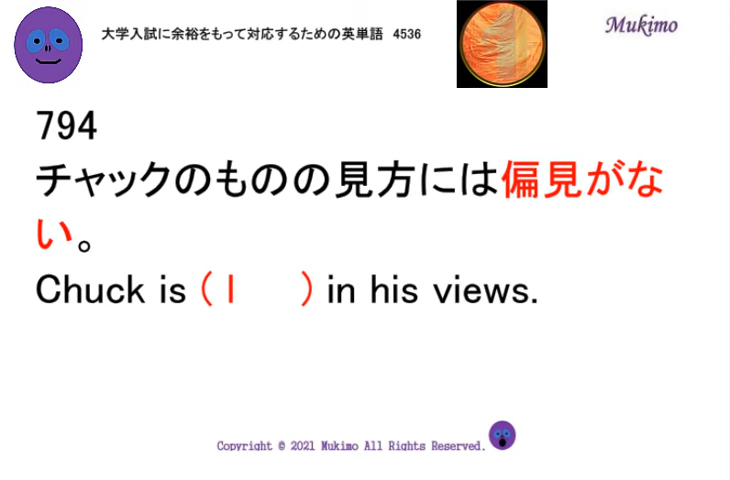 大学入試に余裕をもって対応するための英単語 4536
Mukimo
794
チャックのものの見方には偏見がな
い。
Chuck is ( l      ) in his views.
Copyright © 2021 Mukimo All Rights Reserved.